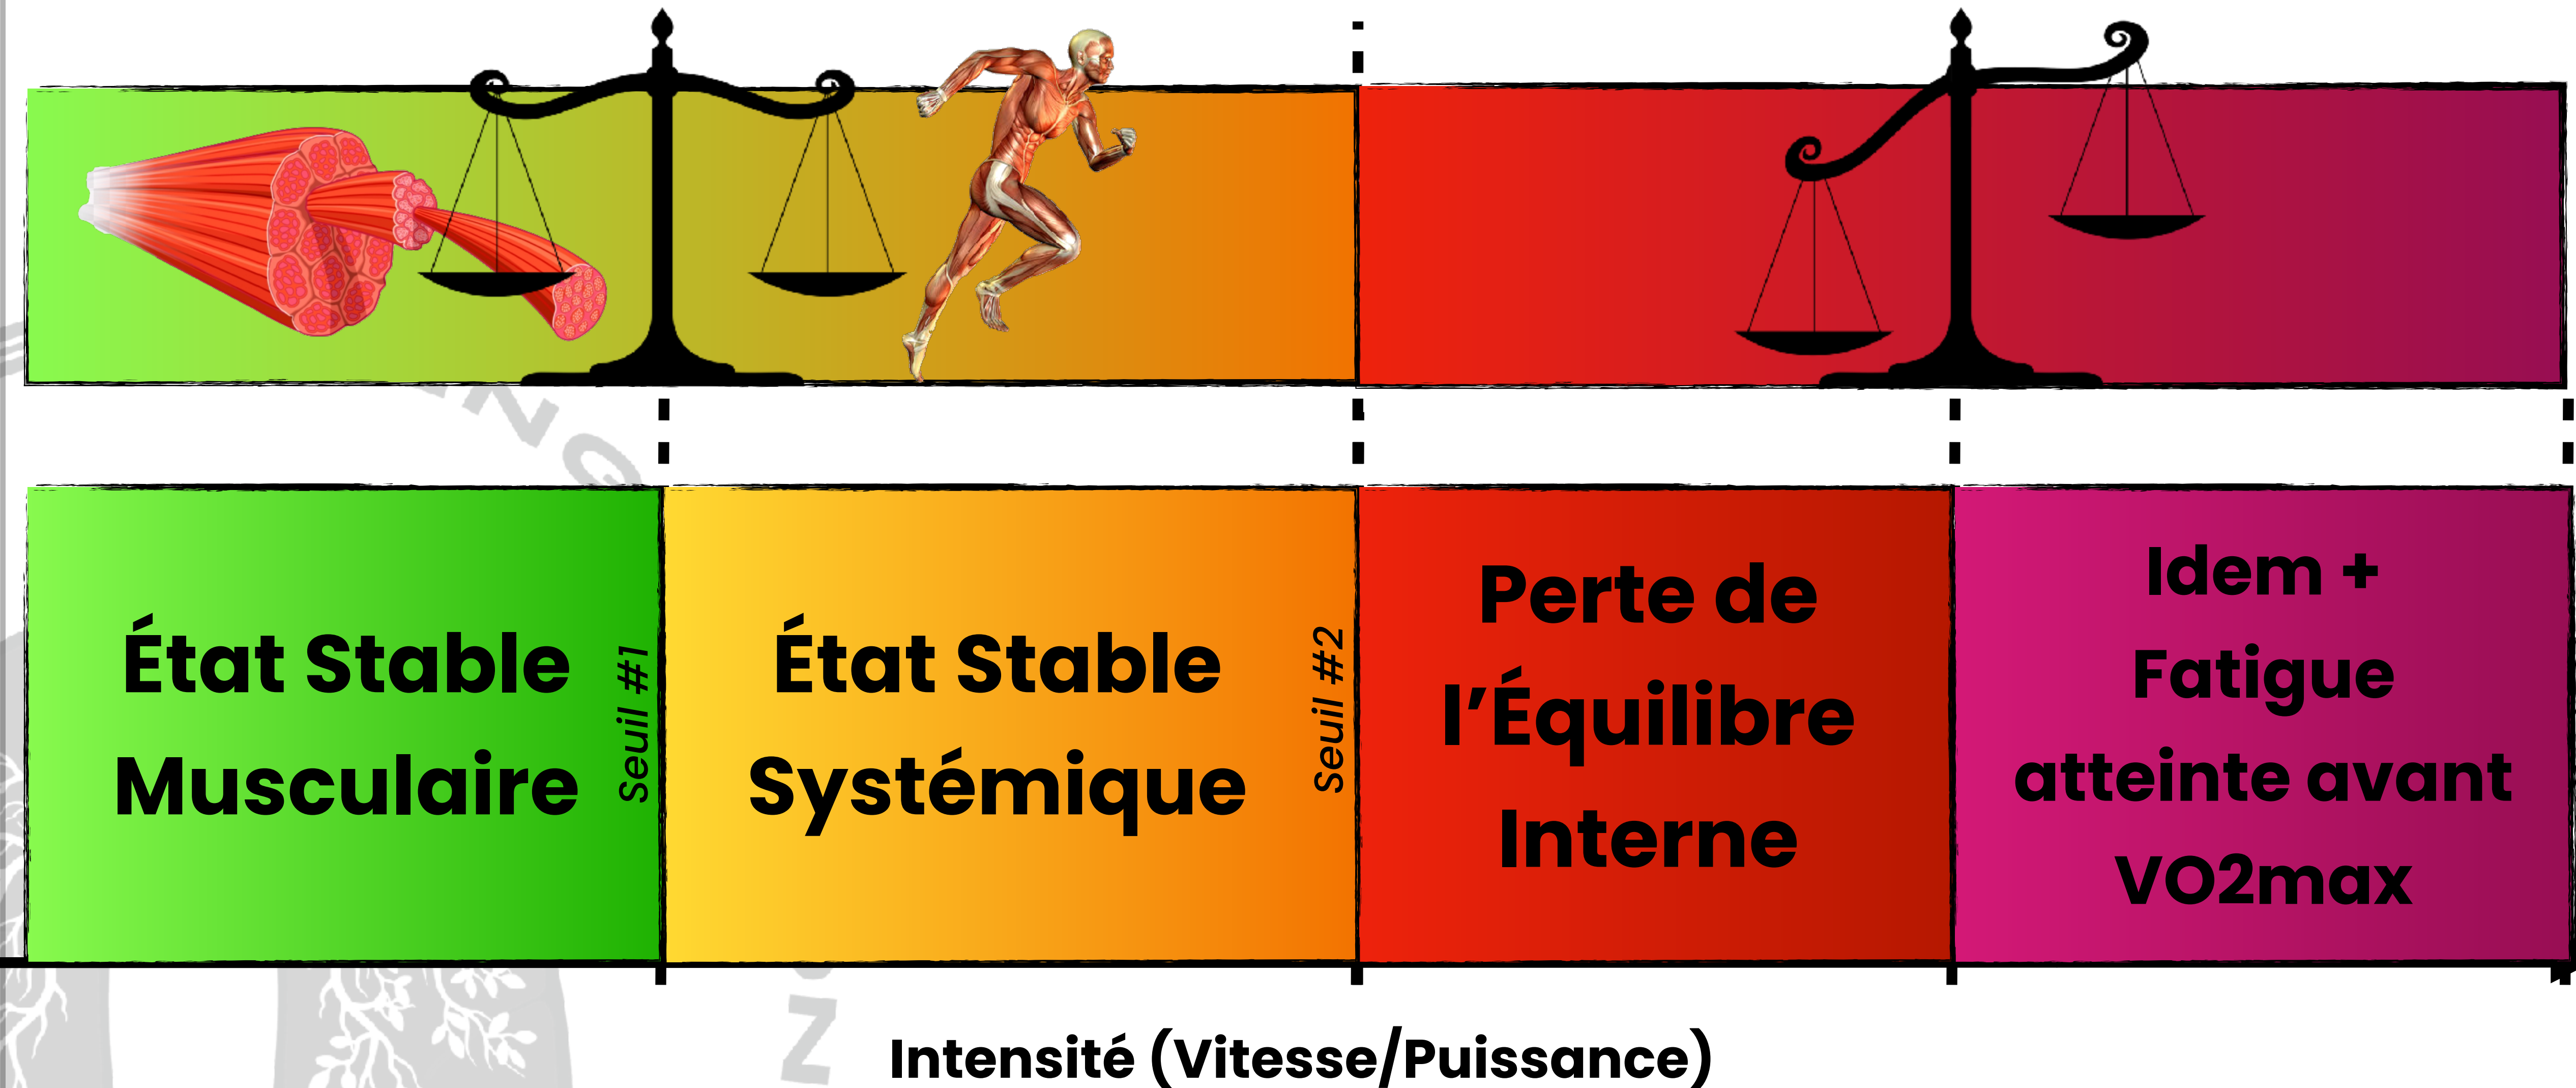 État Stable
Musculaire
Seuil #1
État Stable
Systémique
Seuil #2
Perte de
l’Équilibre
Interne
Idem +
Fatigue
atteinte avant
VO2max
Intensité (Vitesse/Puissance)